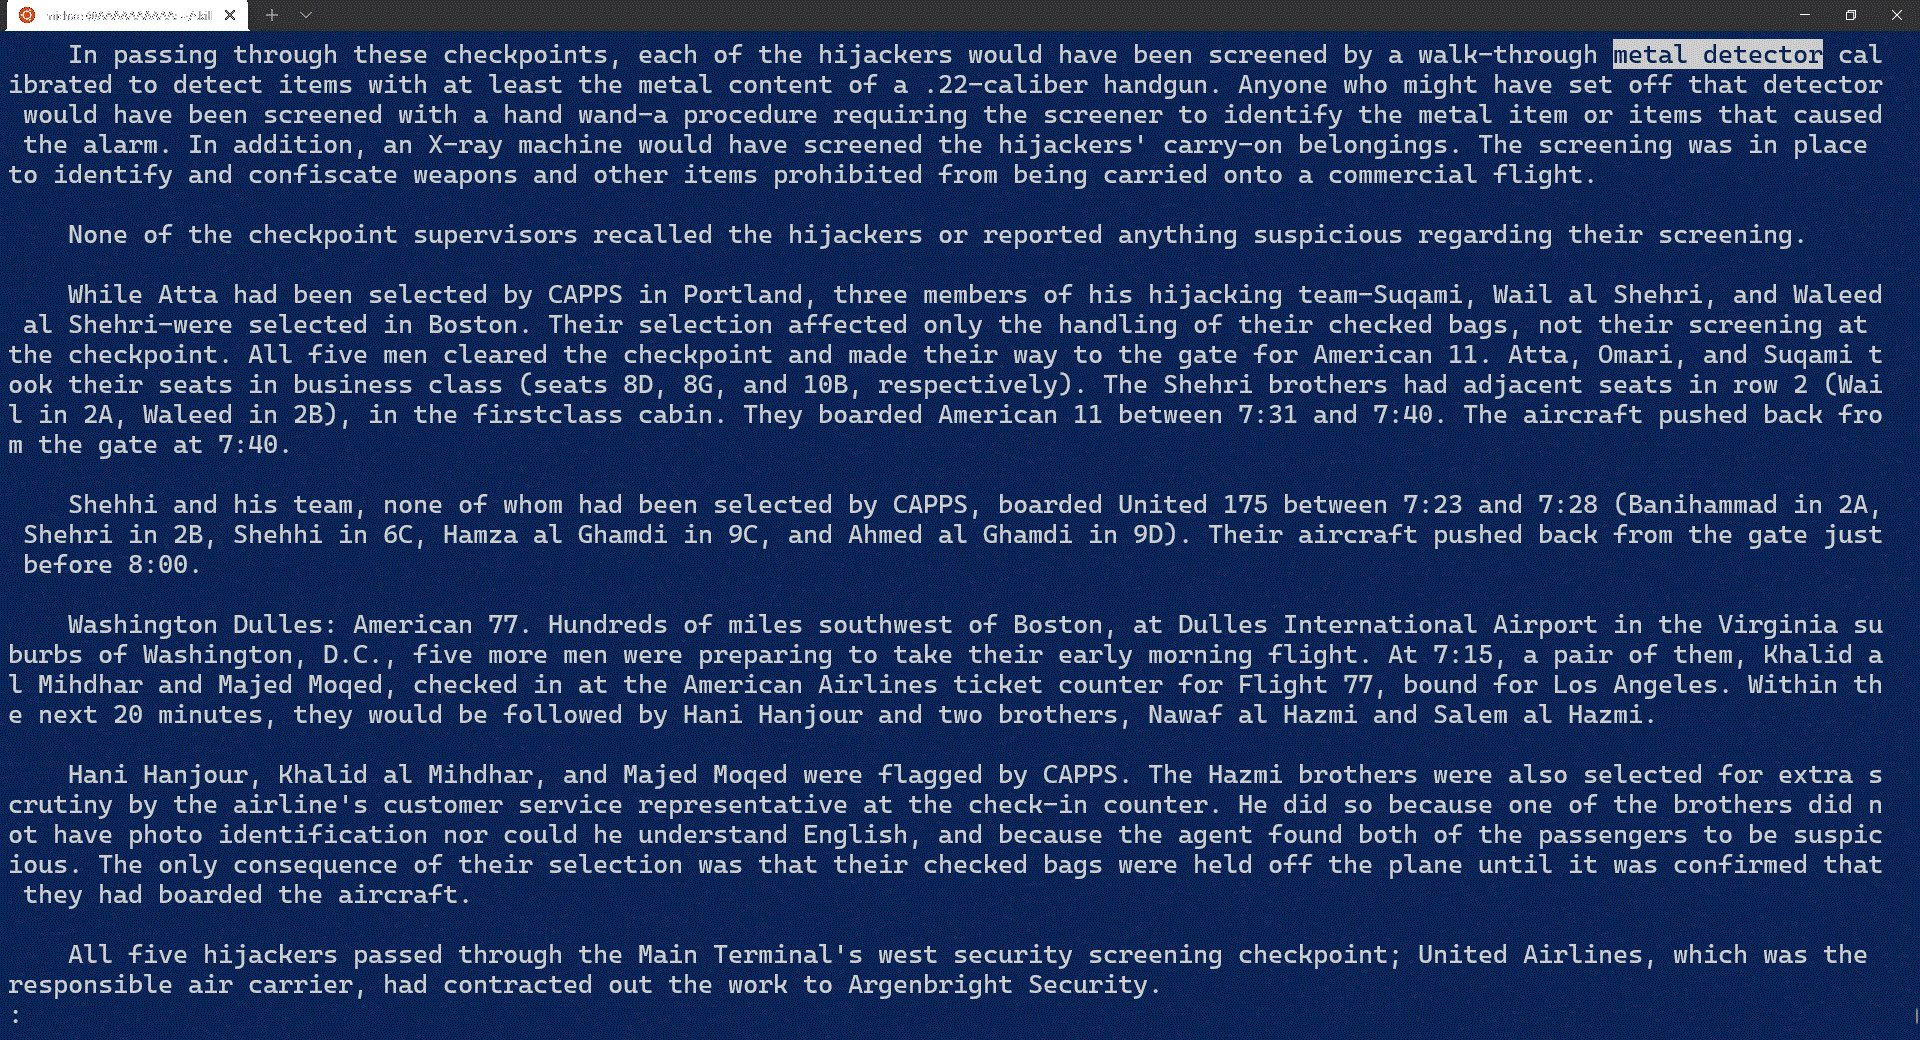 In passing through these checkpoints, each of the hijackers would have been screened by a walk-through metal detector cal
ibrated to detect items with at least the metal content of a .22-caliber handgun. Anyone who might have set off that detector
would have been screened with a hand wand-a procedure requiring the screener to identify the metal item or items that caused
the alarm. In addition, an X-ray machine would have screened the hijackers' carry-on belongings. The screening was in place
to identify and confiscate weapons and other items prohibited from being carried onto a commercial flight.
None of the checkpoint supervisors recalled the hijackers or reported anything suspicious regarding their screening.
While Atta had been selected by CAPPS in Portland, three members of his hijacking team-Suqami, Wail al Shehri, and Waleed
al Shehri-were selected in Boston. Their selection affected only the handling of their checked bags, not their screening at
the checkpoint. All five men cleared the checkpoint and made their way to the gate for American 11. Atta, Omari, and Suqami t
ook their seats in business class (seats 8D, 8G, and 10B, respectively). The Shehri brothers had adjacent seats in row 2 (Wai
l in 2A, Waleed in 2B), in the firstclass cabin. They boarded American 11 between 7:31 and 7:40. The aircraft pushed back fro
m the gate at 7:40.
Shehhi and his team, none of whom had been selected by CAPPS, boarded United 175 between 7:23 and 7:28 (Banihammad in 2A,
Shehri in 2B, Shehhi in 6C, Hamza al Ghamdi in 9C, and Ahmed al Ghamdi in 9D). Their aircraft pushed back from the gate just
before 8:00.
Washington Dulles: American 77. Hundreds of miles southwest of Boston, at Dulles International Airport in the Virginia su
burbs of Washington, D.C., five more men were preparing to take their early morning flight. At 7:15, a pair of them, Khalid a
l Mihdhar and Majed Moqed, checked in at the American Airlines ticket counter for Flight 77, bound for Los Angeles. Within th
e next 20 minutes, they would be followed by Hani Hanjour and two brothers, Nawaf al Hazmi and Salem al Hazmi.
Hani Hanjour, Khalid al Mihdhar, and Majed Moqed were flagged by CAPPS. The Hazmi brothers were also selected for extra s
crutiny by the airline's customer service representative at the check-in counter. He did so because one of the brothers did n
ot have photo identification nor could he understand English, and because the agent found both of the passengers to be suspic
ious. The only consequence of their selection was that their checked bags were held off the plane until it was confirmed that
they had boarded the aircraft.
All five hijackers passed through the Main Terminal's west security screening checkpoint; United Airlines, which was the
responsible air carrier, had contracted out the work to Argenbright Security.
: